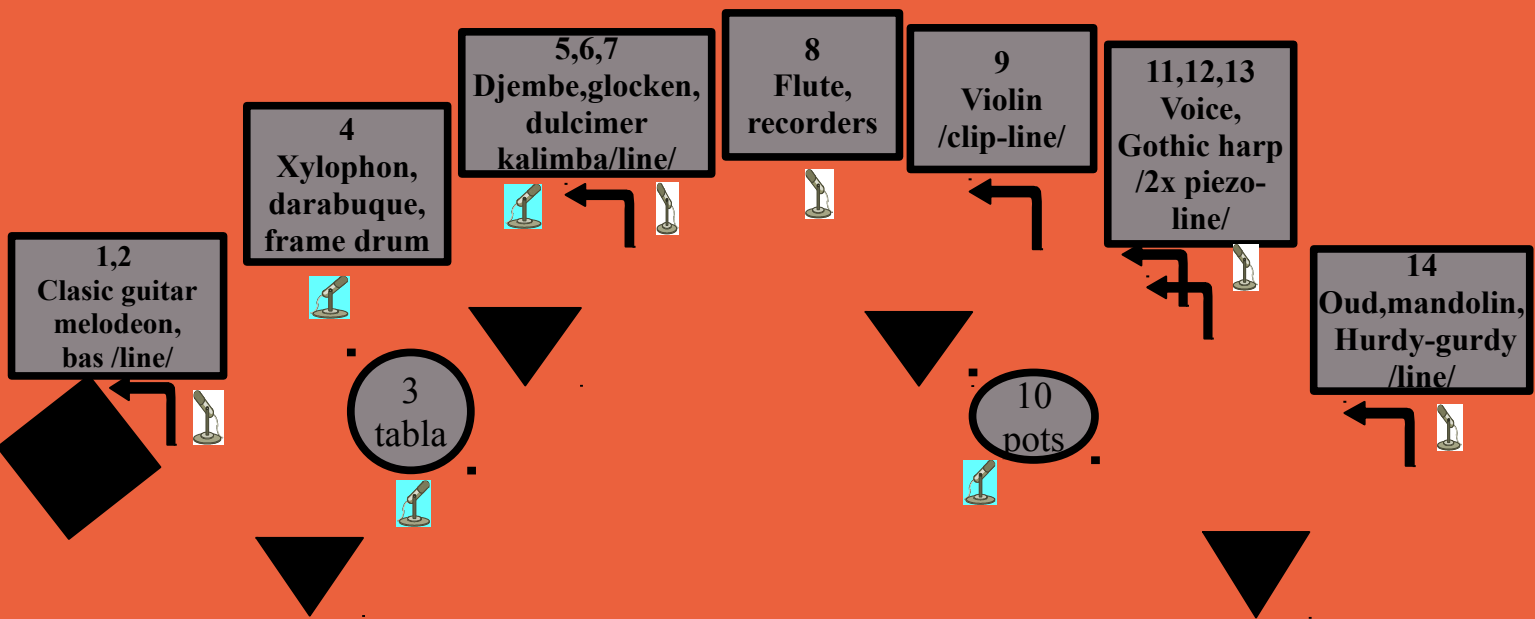 1,2
Clasic guitar
melodeon,
bas /line/
4
Xylophon,
darabuque,
frame drum
3
tabla
5,6,7
Djembe,glocken,
dulcimer
kalimba/line/
8
Flute,
recorders
9
Violin
/clip-line/
10
pots
11,12,13
Voice,
Gothic harp
/2x piezo-
line/
14
Oud,mandolin,
Hurdy-gurdy
/line/